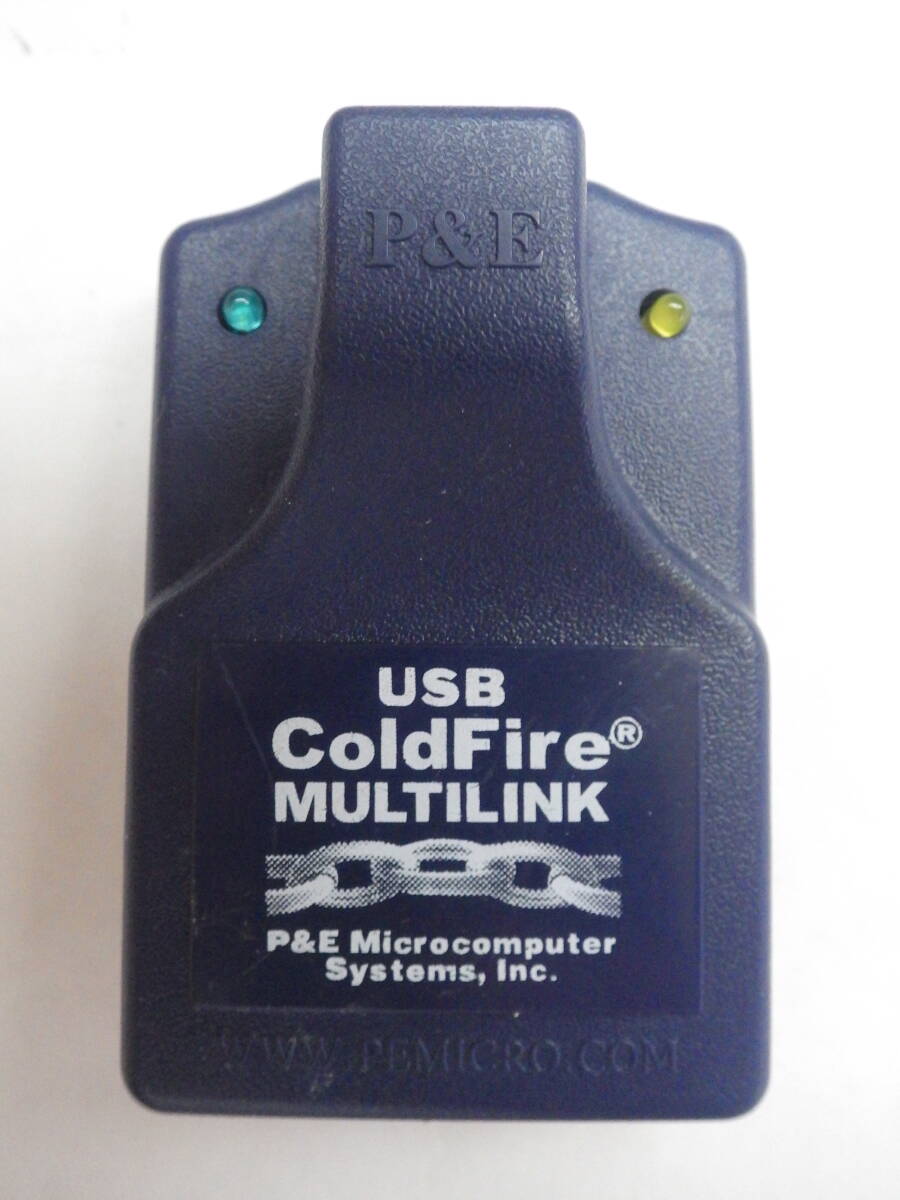 P&E
USB
ColdFire®
MULTILINK
P&E Microcomputer
Systems, Inc.
WWW.PEMICRO.COM